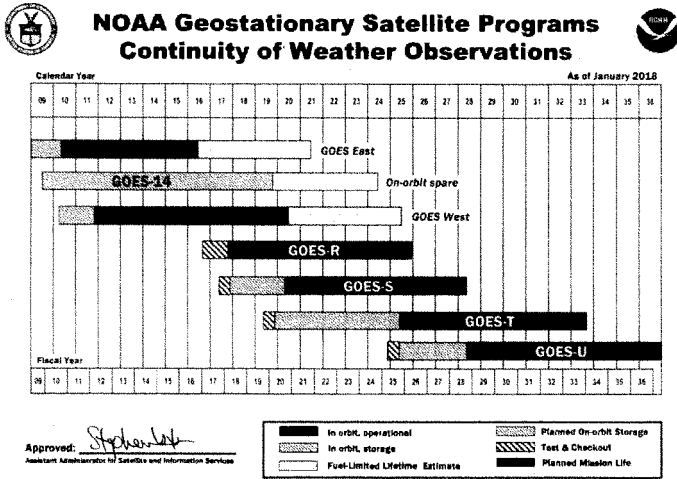 NOAA Geostationary Satellite Programs
Continuity of Weather Observations
Calendar Year
As of January 2018
09 10 11 12 13 14 15 16 17 18 19 20 21 22 23 24 25 26 27 28 29 30 31 32 33 34 35 36
GOES East
GOES-14
On-orbit spare
GOES West
GOES-R
GOES-S
GOES-T
GOES-U
Fiscal Year
09 10 11 12 13 14 15 16 17 18 19 20 21 22 23 24 25 26 27 28 29 30 31 32 33 34 35 36
Approved:
Assistant Administrator for Satellite and Information Services
In orbit, operational
In orbit, storage
Fuel-Limited Lifetime Estimate
Planned On-orbit Storage
Test & Checkout
Planned Mission Life